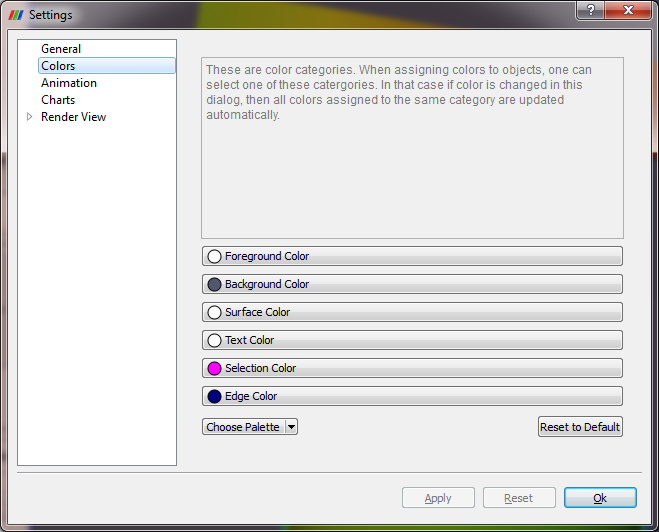 Settings
General
Colors
Animation
Charts
Render View
These are color categories. When assigning colors to objects, one can
select one of these catergories. In that case if color is changed in this
dialog, then all colors assigned to the same category are updated
automatically.
Foreground Color
Background Color
Surface Color
Text Color
Selection Color
Edge Color
Choose Palette
Reset to Default
Apply
Reset
Ok